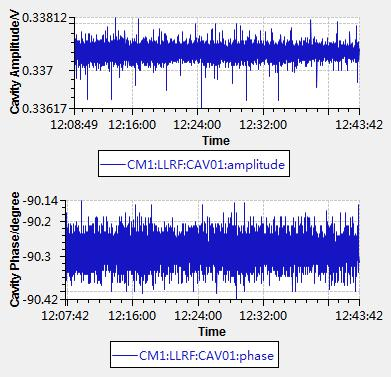 Cavity Amplitude/V
0.33812
0.337
0.33617
12:08:49 12:16:00 12:24:00 12:32:00 12:43:42
Time
CM1:LLRF:CAV01:amplitude
Cavity Phase/degree
-90.14
-90.2
-90.3
-90.42
12:07:42 12:16:00 12:24:00 12:32:00 12:43:42
Time
CM1:LLRF:CAV01:phase